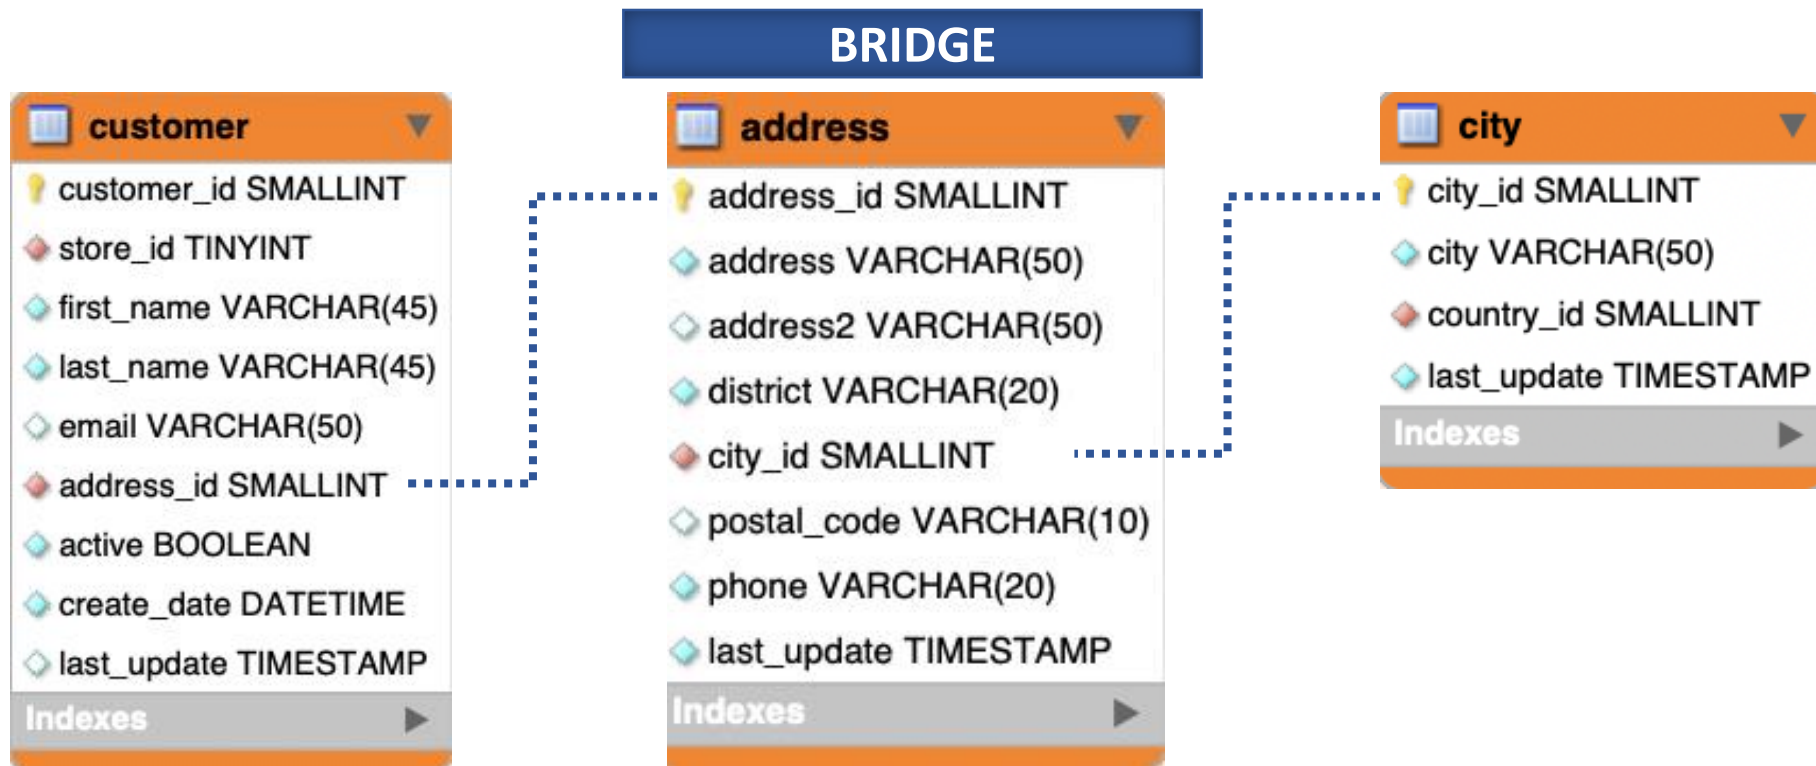 BRIDGE
customer
customer_id SMALLINT
store_id TINYINT
first_name VARCHAR(45)
last_name VARCHAR(45)
email VARCHAR(50)
address_id SMALLINT
active BOOLEAN
create_date DATETIME
last_update TIMESTAMP
Indexes
address
address_id SMALLINT
address VARCHAR(50)
address2 VARCHAR(50)
district VARCHAR(20)
city_id SMALLINT
postal_code VARCHAR(10)
phone VARCHAR(20)
last_update TIMESTAMP
Indexes
city
city_id SMALLINT
city VARCHAR(50)
country_id SMALLINT
last_update TIMESTAMP
Indexes